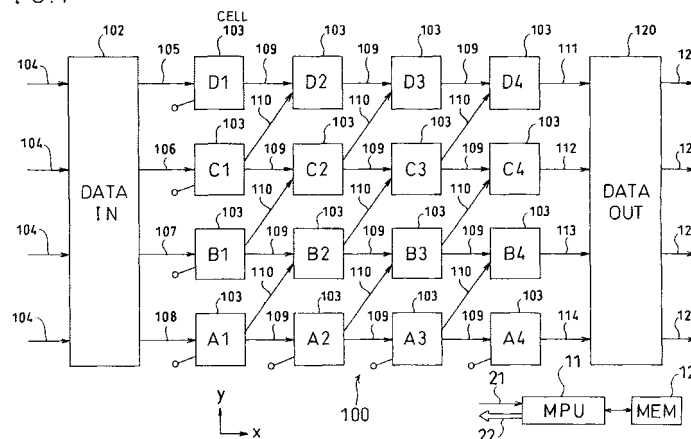 CELL
102 103 103 103 103 120
104 105 109 109 109 111
D1 D2 D3 D4
110 110 110
103 103 103 103
104 106 109 109 109 112
C1 C2 C3 C4
DATA IN
DATA OUT
110 110 110
103 103 103 103
104 107 109 109 109 113
B1 B2 B3 B4
110 110 110
103 103 103 103
104 108 109 109 109 114
A1 A2 A3 A4
y
x
100
21 11
MPU MEM
22